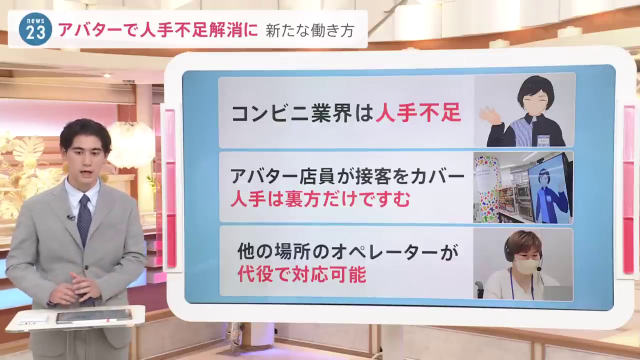 news
23
アバターで人手不足解消に 新たな働き方
コンビニ業界は人手不足
アバター店員が接客をカバー
人手は裏方だけですむ
他の場所のオペレーターが
代役で対応可能